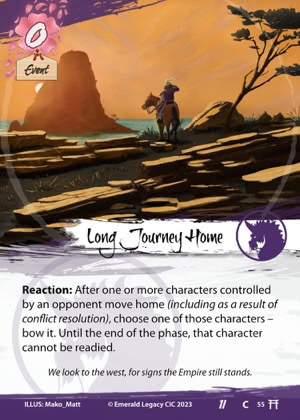 0
Event
Long Journey Home
Reaction: After one or more characters controlled
by an opponent move home (including as a result of
conflict resolution), choose one of those characters –
bow it. Until the end of the phase, that character
cannot be readied.
We look to the west, for signs the Empire still stands.
ILLUS: Mako_Matt © Emerald Legacy CIC 2023 C 55